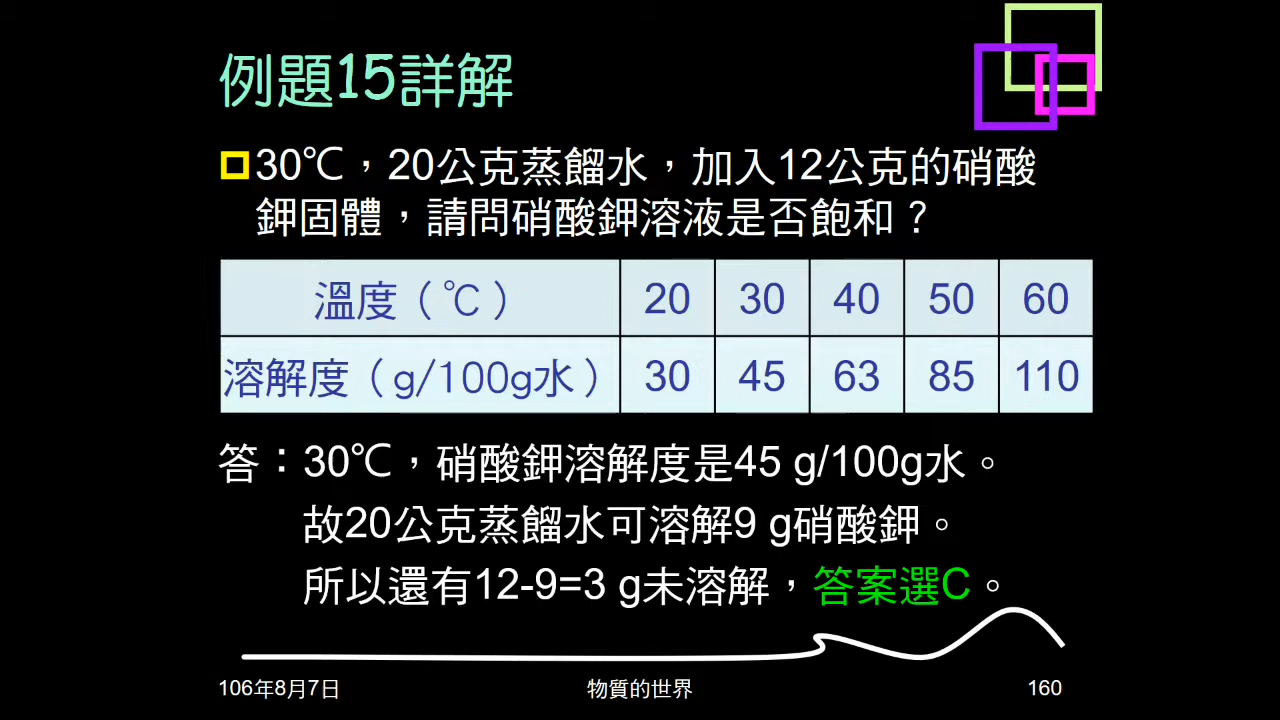 例題15詳解
30℃，20公克蒸餾水，加入12公克的硝酸
鉀固體，請問硝酸鉀溶液是否飽和？
溫度（℃） 20 30 40 50 60
溶解度（g/100g水） 30 45 63 85 110
答：30℃，硝酸鉀溶解度是45 g/100g水。
故20公克蒸餾水可溶解9 g硝酸鉀。
所以還有12-9=3 g未溶解，答案選C。
106年8月7日 物質的世界 160